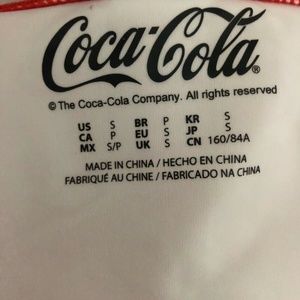 Coca-Cola®
© The Coca-Cola Company. All rights reserved
US S BR P KR S
CA P EU S JP S
MX S/P UK S CN 160/84A
MADE IN CHINA / HECHO EN CHINA
FABRIQUÉ AU CHINE / FABRICADO NA CHINA